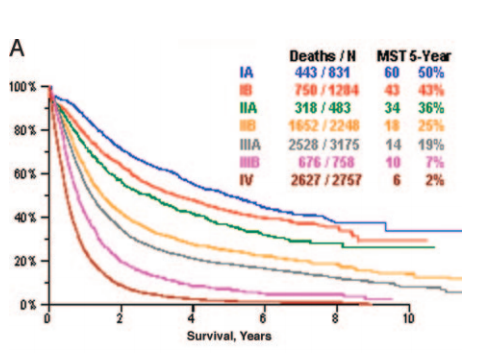 A
Deaths / N MST 5-Year
IA 443 / 831 60 50%
IB 750 / 1284 43 43%
IIA 318 / 483 34 36%
IIB 1652 / 2248 18 25%
IIIA 2528 / 3175 14 19%
IIIB 676 / 758 10 7%
IV 2627 / 2757 6 2%
100%
80%
60%
40%
20%
0%
0 2 4 6 8 10
Survival, Years